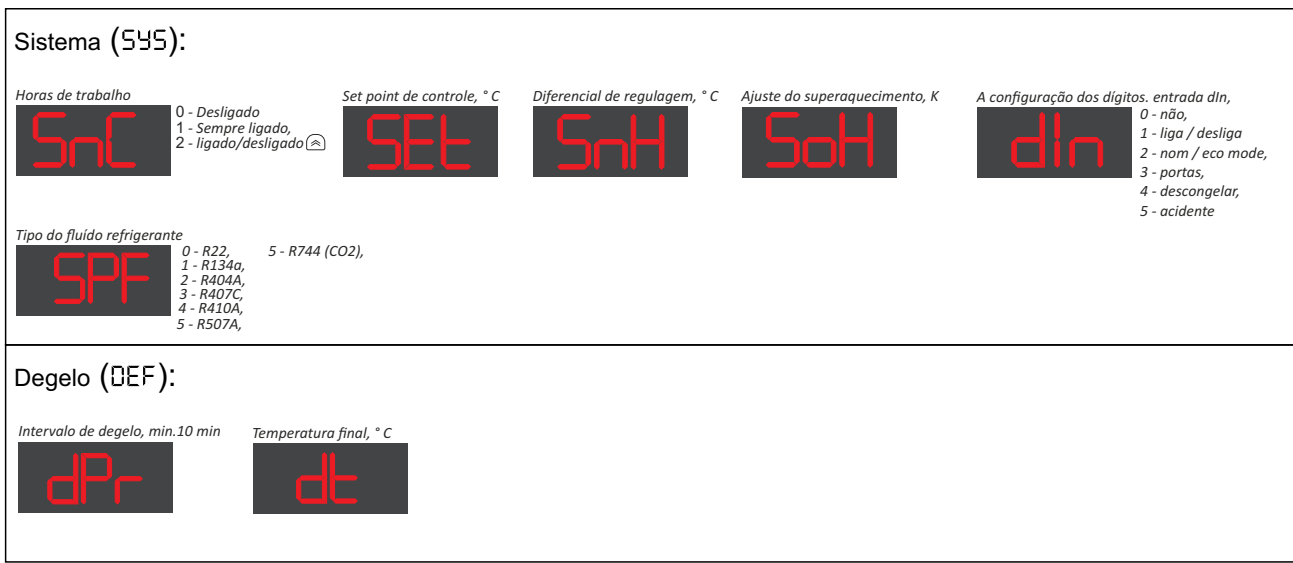 Sistema (SYS):
Horas de trabalho
SnC
0 - Desligado
1 - Sempre ligado,
2 - ligado/desligado
Set point de controle, ° C
SEt
Diferencial de regulagem, ° C
SnH
Ajuste do superaquecimento, K
SoH
A configuração dos dígitos. entrada dIn,
din
0 - não,
1 - liga / desliga
2 - nom / eco mode,
3 - portas,
4 - descongelar,
5 - acidente
Tipo do fluído refrigerante
SPF
0 - R22,
1 - R134a,
2 - R404A,
3 - R407C,
4 - R410A,
5 - R507A,
5 - R744 (CO2),
Degelo (DEF):
Intervalo de degelo, min.10 min
dPr
Temperatura final, ° C
dt